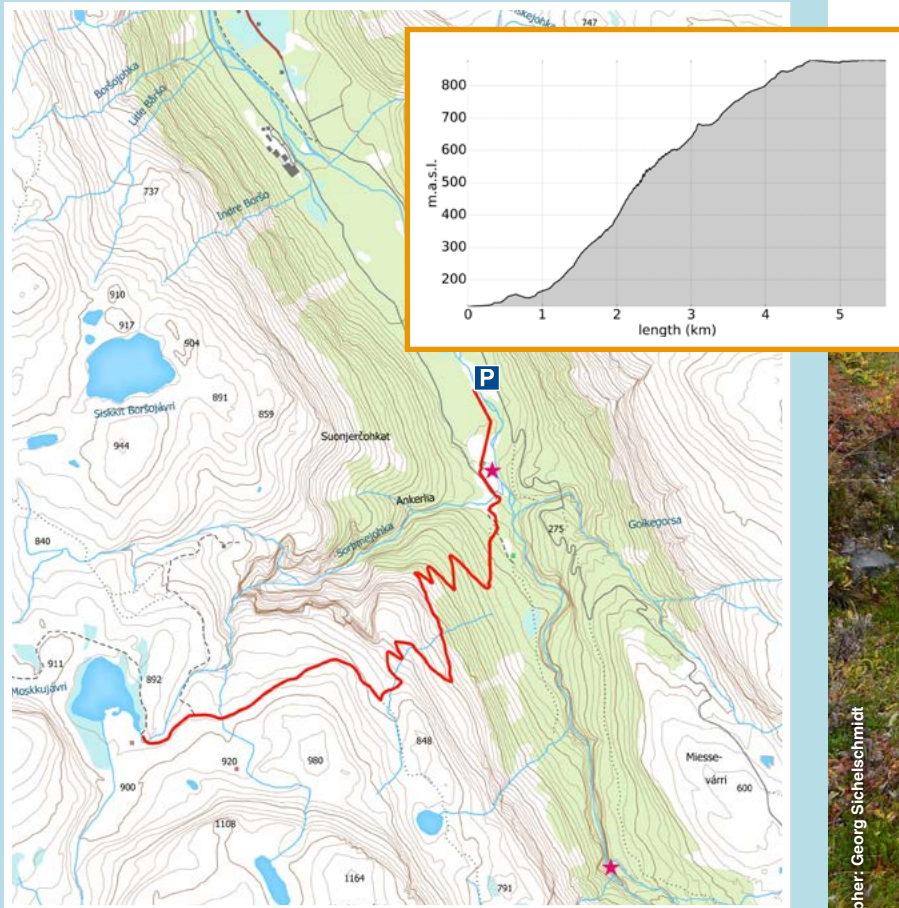 747
Boršojohka
Litle Båršo
800
700
600
500
400
300
200
m.a.s.l.
0 1 2 3 4 5
length (km)
737
Indre Boršo
910
917
904
P
Siskkit Boršojávri
891
859
944
Suonjerčohkat
Ankerlia
275
Sorbmejohka
Goikegorsa
840
911
892
Moskkujávri
848
Miesse-
várri
600
920
980
900
1108
1164
791
Georg Sichelschmidt